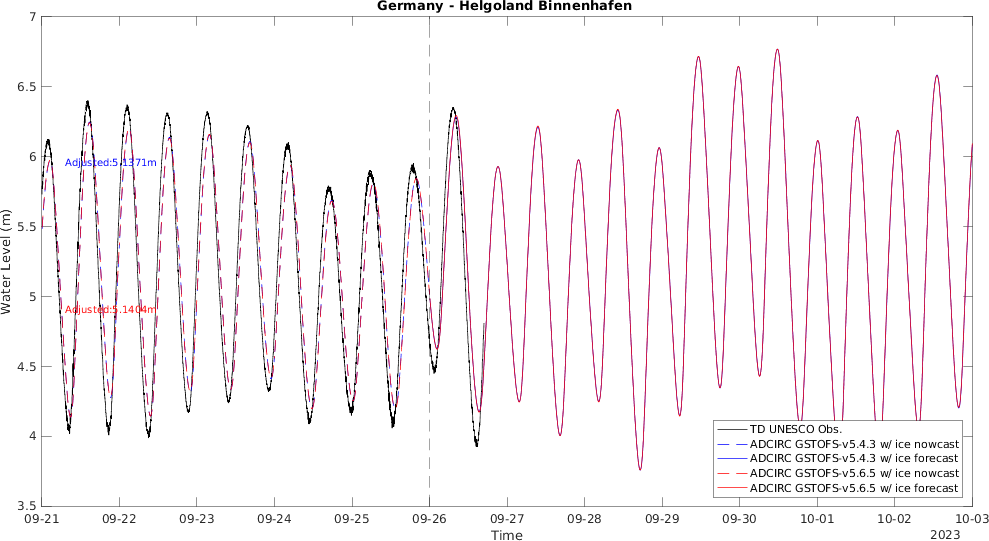 Germany - Helgoland Binnenhafen
Water Level (m)
7
6.5
6
5.5
5
4.5
4
3.5
Adjusted:5.1371m
Adjusted:5.1404m
TD UNESCO Obs.
ADCIRC GSTOFS-v5.4.3 w/ ice nowcast
ADCIRC GSTOFS-v5.4.3 w/ ice forecast
ADCIRC GSTOFS-v5.6.5 w/ ice nowcast
ADCIRC GSTOFS-v5.6.5 w/ ice forecast
09-21 09-22 09-23 09-24 09-25 09-26 09-27 09-28 09-29 09-30 10-01 10-02 10-03
Time
2023